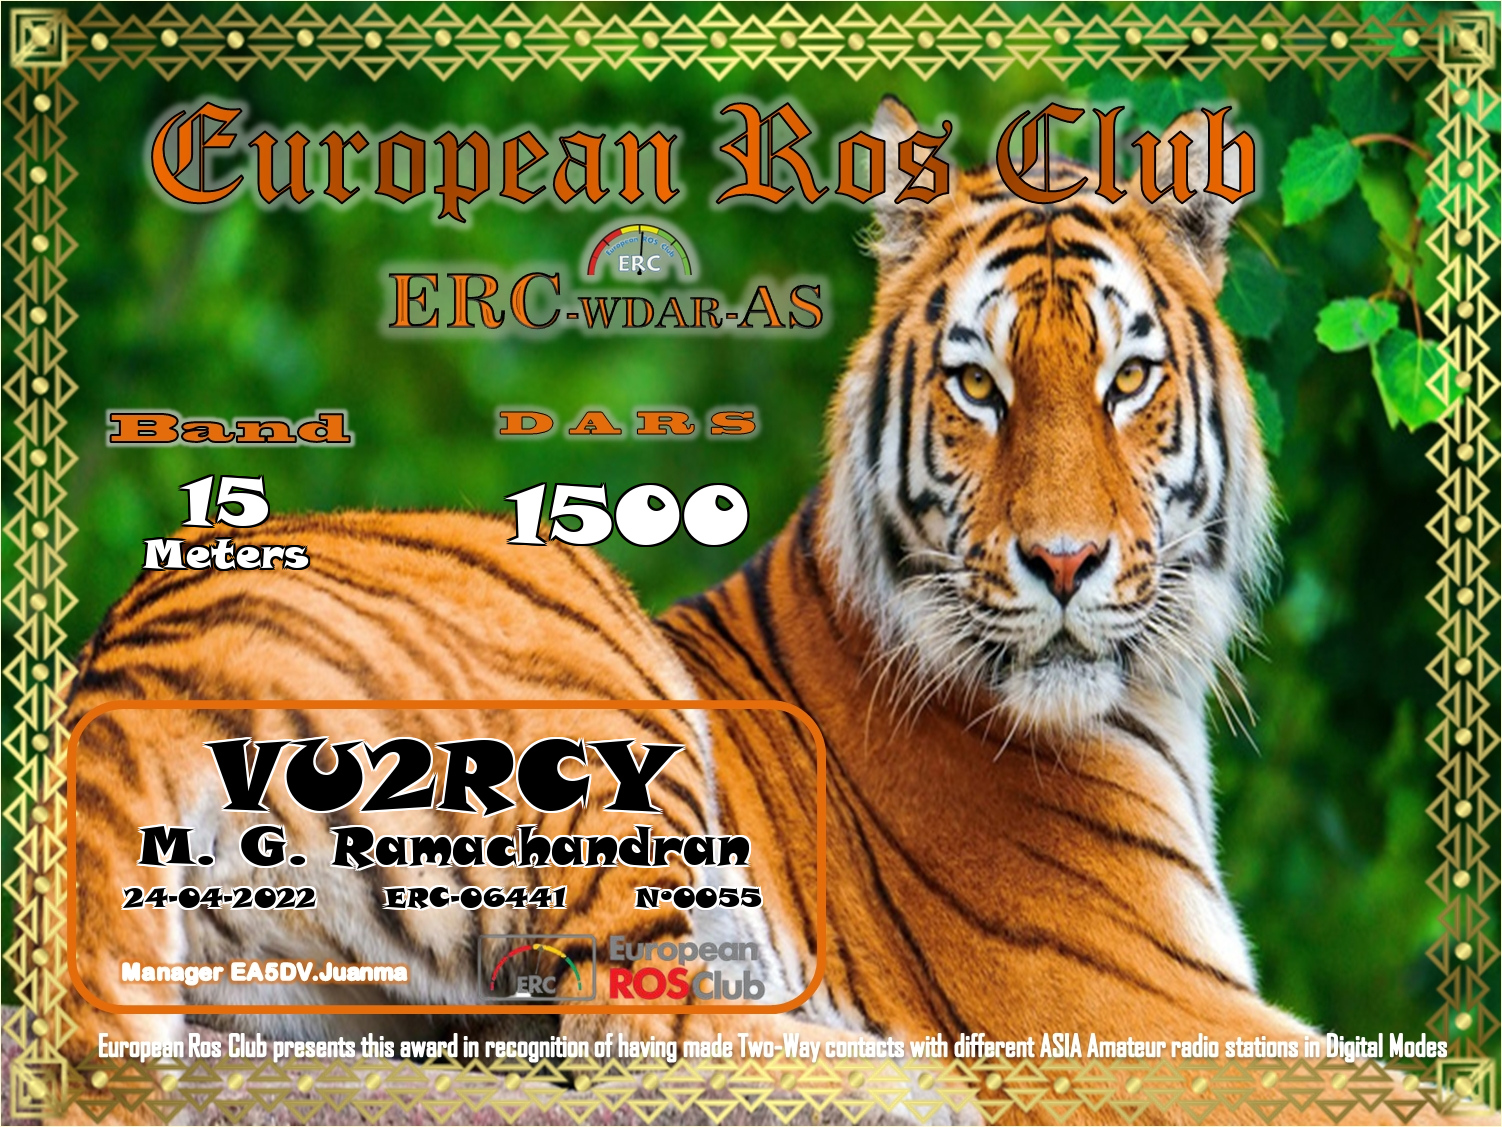 European Ros Club
European ROS Club
ERC
ERC-WDAR-AS
Band
DARS
15
Meters
1500
VU2RCY
M. G. Ramachandran
24-04-2022 ERC-06441 Nº0055
Manager EA5DV.Juanma
ERC
European
ROSClub
European Ros Club presents this award in recognition of having made Two-Way contacts with different ASIA Amateur radio stations in Digital Modes